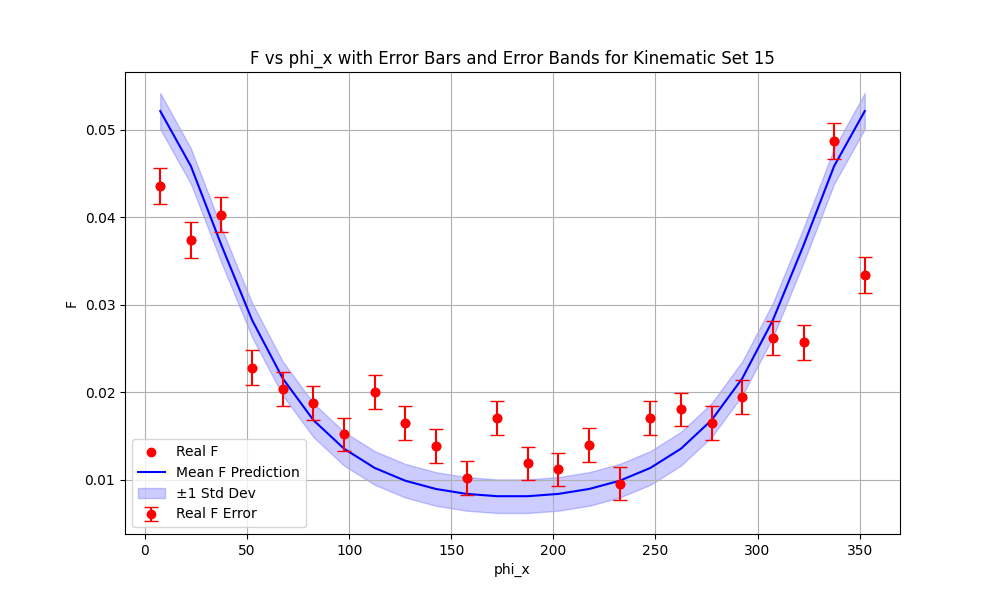 F vs phi_x with Error Bars and Error Bands for Kinematic Set 15
F
0.05
0.04
0.03
0.02
0.01
Real F
Mean F Prediction
±1 Std Dev
Real F Error
0 50 100 150 200 250 300 350
phi_x